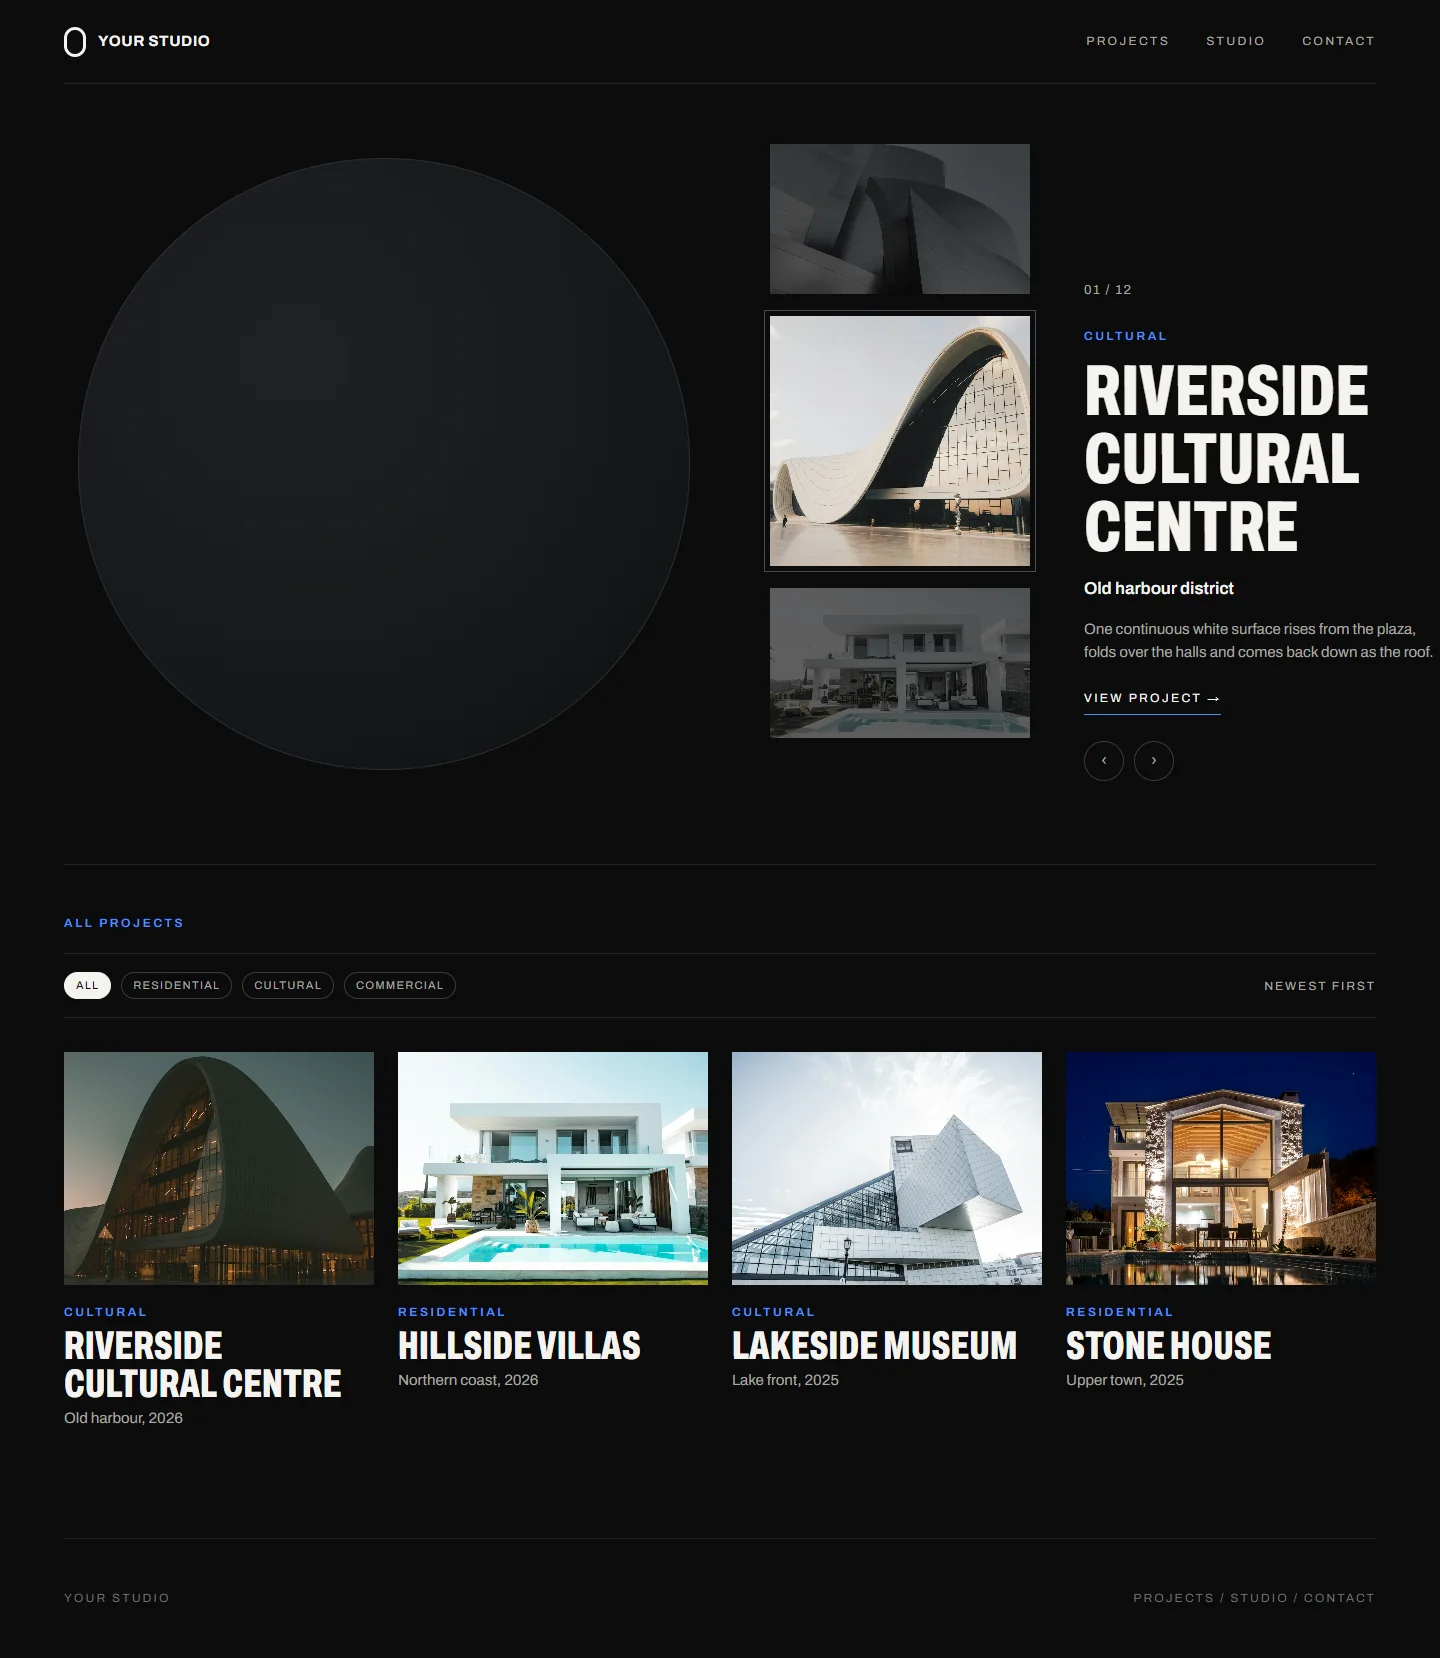 YOUR STUDIO
PROJECTS STUDIO CONTACT
01 / 12
CULTURAL
RIVERSIDE
CULTURAL
CENTRE
Old harbour district
One continuous white surface rises from the plaza,
folds over the halls and comes back down as the roof.
VIEW PROJECT →
‹ ›
ALL PROJECTS
ALL RESIDENTIAL CULTURAL COMMERCIAL
NEWEST FIRST
CULTURAL
RIVERSIDE
CULTURAL CENTRE
Old harbour, 2026
RESIDENTIAL
HILLSIDE VILLAS
Northern coast, 2026
CULTURAL
LAKESIDE MUSEUM
Lake front, 2025
RESIDENTIAL
STONE HOUSE
Upper town, 2025
YOUR STUDIO
PROJECTS / STUDIO / CONTACT